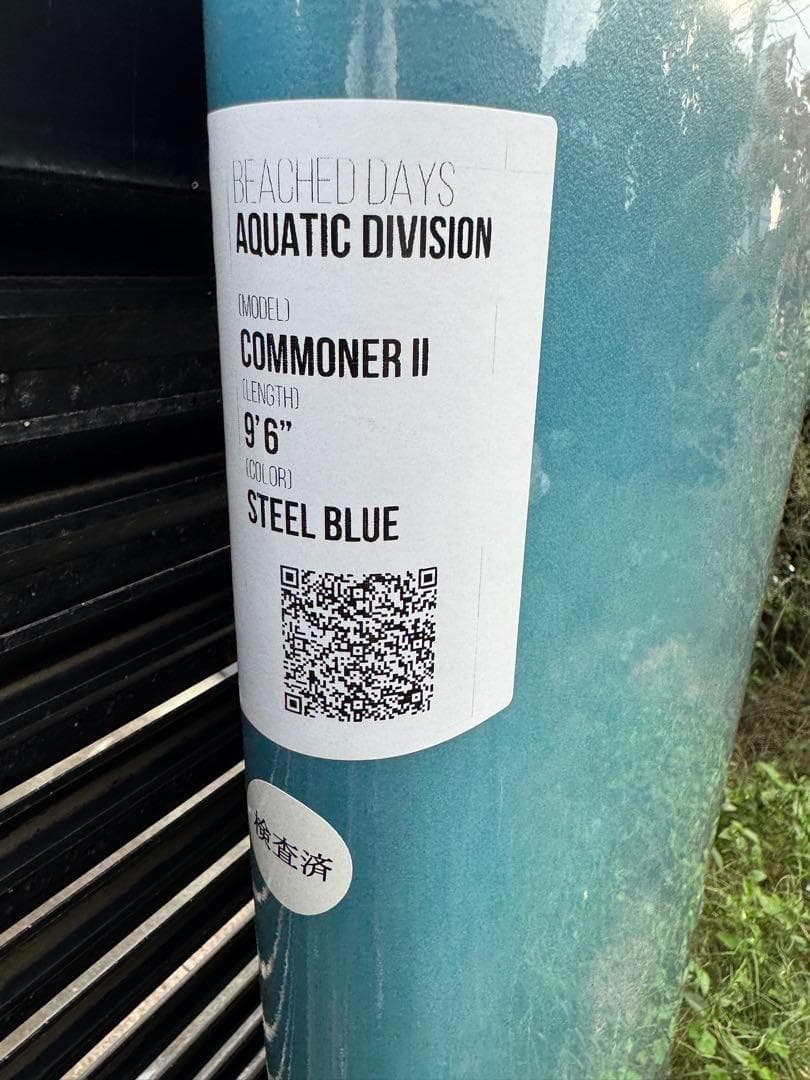 BEACHED DAYS
AQUATIC DIVISION
(MODEL)
COMMONER II
(LENGTH)
9'6”
(COLOR)
STEEL BLUE
検査済